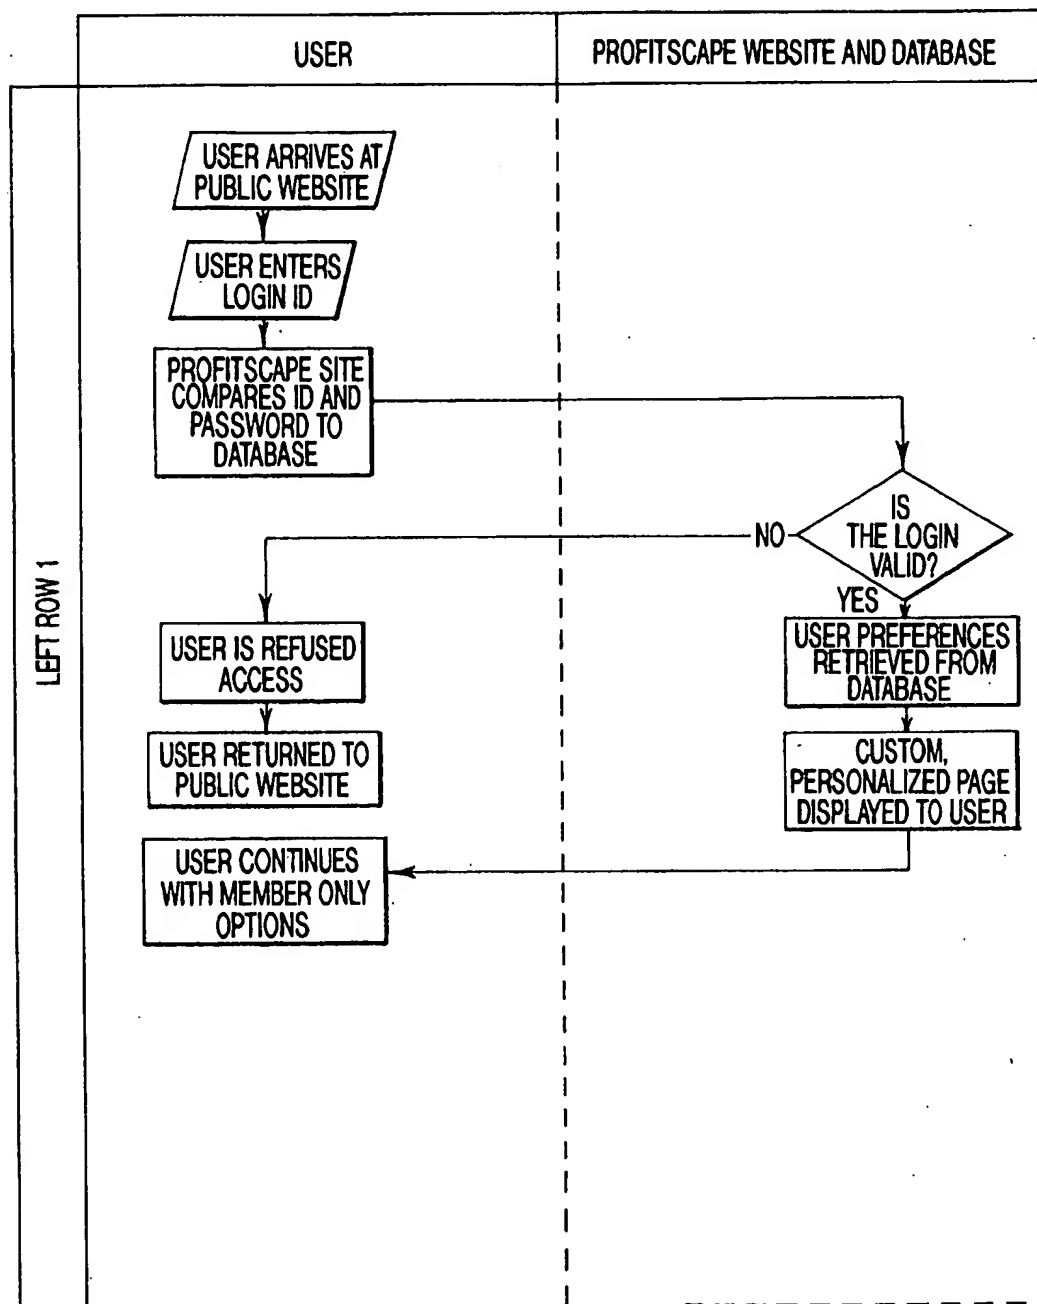 USER
PROFITSCAPE WEBSITE AND DATABASE
LEFT ROW 1
USER ARRIVES AT
PUBLIC WEBSITE
USER ENTERS
LOGIN ID
PROFITSCAPE SITE
COMPARES ID AND
PASSWORD TO
DATABASE
IS
THE LOGIN
VALID?
NO
YES
USER IS REFUSED
ACCESS
USER RETURNED TO
PUBLIC WEBSITE
USER PREFERENCES
RETRIEVED FROM
DATABASE
CUSTOM,
PERSONALIZED PAGE
DISPLAYED TO USER
USER CONTINUES
WITH MEMBER ONLY
OPTIONS